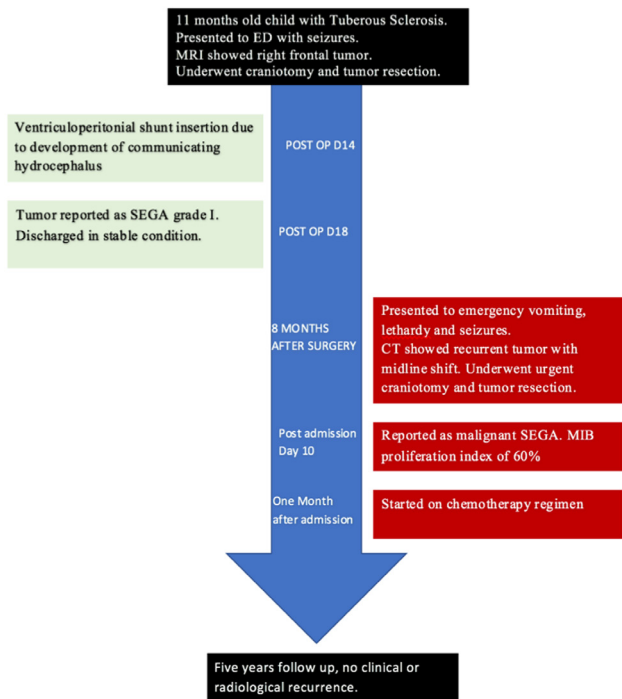 11 months old child with Tuberous Sclerosis.
Presented to ED with seizures.
MRI showed right frontal tumor.
Underwent craniotomy and tumor resection.
Ventriculoperitonial shunt insertion due
to development of communicating
hydrocephalus
POST OP D14
Tumor reported as SEGA grade I.
Discharged in stable condition.
POST OP D18
8 MONTHS
AFTER SURGERY
Presented to emergency vomiting,
lethardy and seizures.
CT showed recurrent tumor with
midline shift. Underwent urgent
craniotomy and tumor resection.
Post admission
Day 10
Reported as malignant SEGA. MIB
proliferation index of 60%
One Month
after admission
Started on chemotherapy regimen
Five years follow up, no clinical or
radiological recurrence.